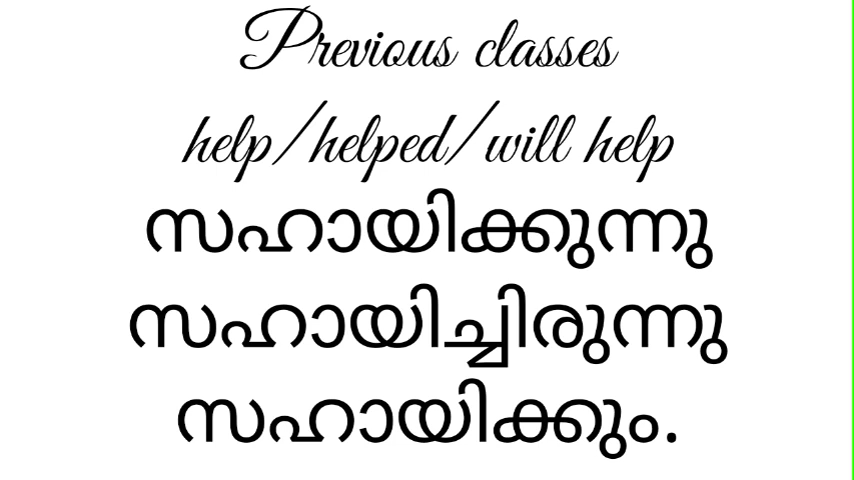 Previous classes
help/helped/will help
സഹായിക്കുന്നു
സഹായിച്ചിരുന്നു
സഹായിക്കും.